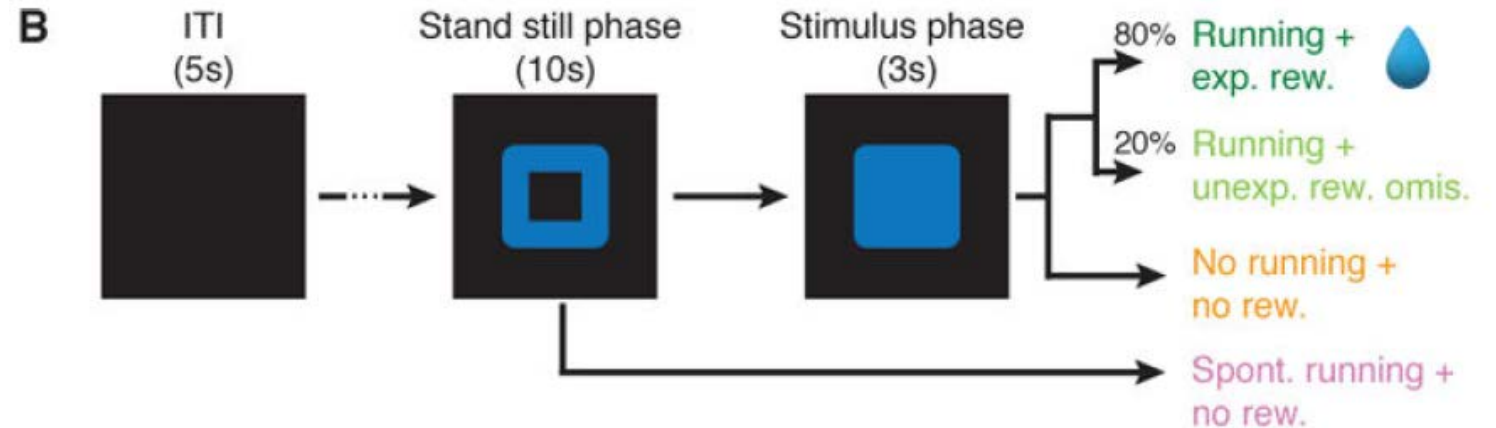 B
ITI
(5s)
Stand still phase
(10s)
Stimulus phase
(3s)
80%
Running +
exp. rew.
20%
Running +
unexp. rew. omis.
No running +
no rew.
Spont. running +
no rew.